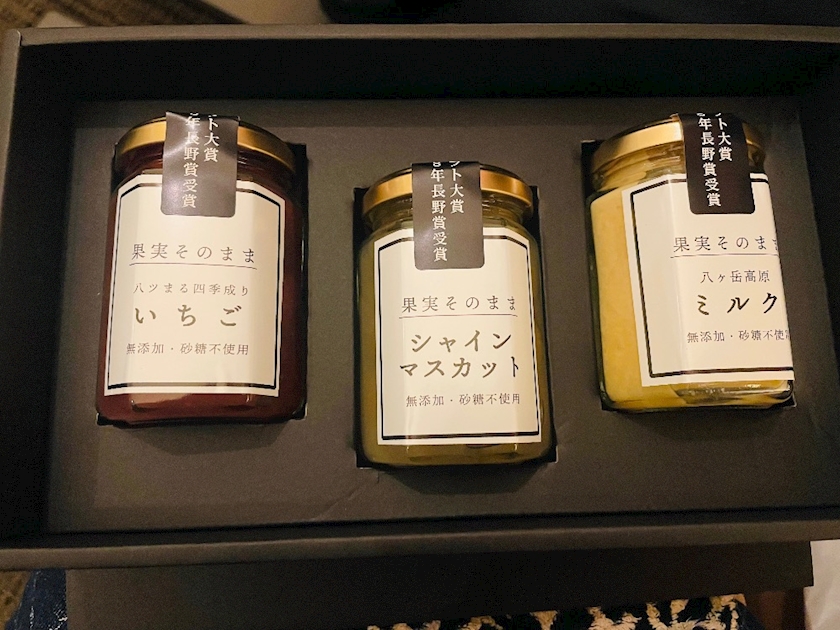 ト大賞
年長野賞受賞
果実そのまま
八ツまる四季成り
いちご
無添加・砂糖不使用
ト大賞
年長野賞受賞
果実そのまま
シャイン
マスカット
無添加・砂糖不使用
ト大賞
年長野賞受賞
果実そのまま
八ヶ岳高原
ミルク
無添加・砂糖不使用